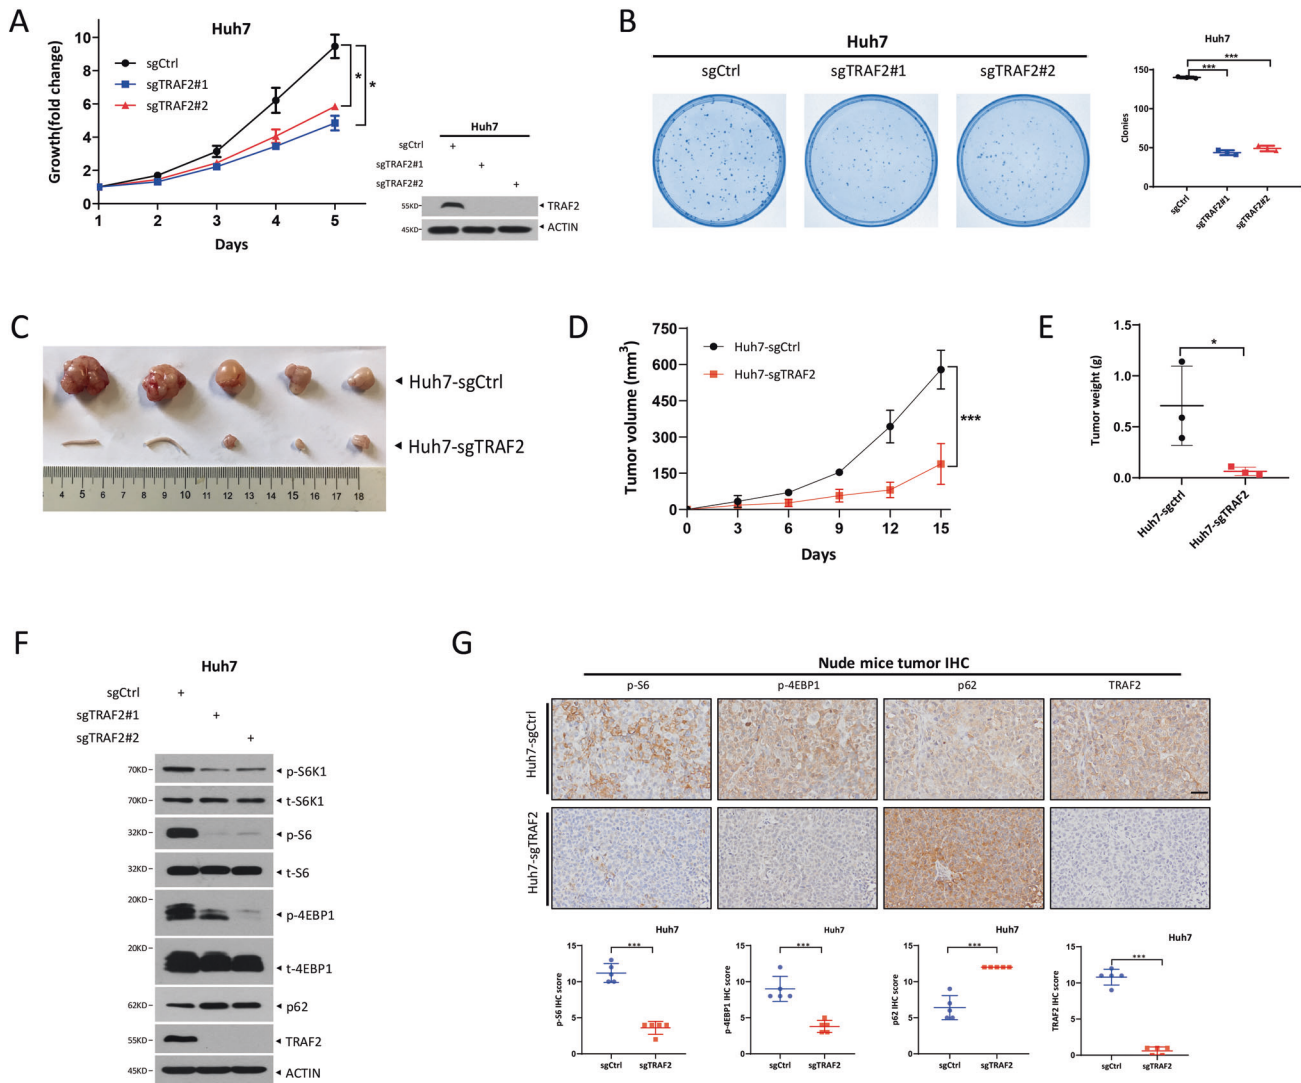 A
Huh7
Growth(fold change)
10
8
6
4
2
0
sgCtrl
sgTRAF2#1
sgTRAF2#2
*
*
1 2 3 4 5
Days
Huh7
sgCtrl +
sgTRAF2#1 +
sgTRAF2#2 +
55KD TRAF2
45KD ACTIN
B
Huh7
sgCtrl sgTRAF2#1 sgTRAF2#2
Huh7
Clonies
150
100
50
0
***
***
sgCtrl sgTRAF2#1 sgTRAF2#2
C
Huh7-sgCtrl
Huh7-sgTRAF2
4 5 6 7 8 9 10 11 12 13 14 15 16 17 18
D
Tumor volume (mm3)
750
600
450
300
150
0
Huh7-sgCtrl
Huh7-sgTRAF2
***
0 3 6 9 12 15
Days
E
Tumor weight (g)
1.5
1.0
0.5
0.0
*
Huh7-sgctrl Huh7-sgTRAF2
F
Huh7
sgCtrl +
sgTRAF2#1 +
sgTRAF2#2 +
70KD p-S6K1
70KD t-S6K1
32KD p-S6
32KD t-S6
20KD p-4EBP1
20KD t-4EBP1
62KD p62
55KD TRAF2
45KD ACTIN
G
Nude mice tumor IHC
p-S6 p-4EBP1 p62 TRAF2
Huh7-sgCtrl
Huh7-sgTRAF2
Huh7
p-S6 IHC score
15
10
5
0
***
sgCtrl sgTRAF2
Huh7
p-4EBP1 IHC score
15
10
5
0
***
sgCtrl sgTRAF2
Huh7
p62 IHC score
15
10
5
0
***
sgCtrl sgTRAF2
Huh7
TRAF2 IHC score
15
10
5
0
***
sgCtrl sgTRAF2